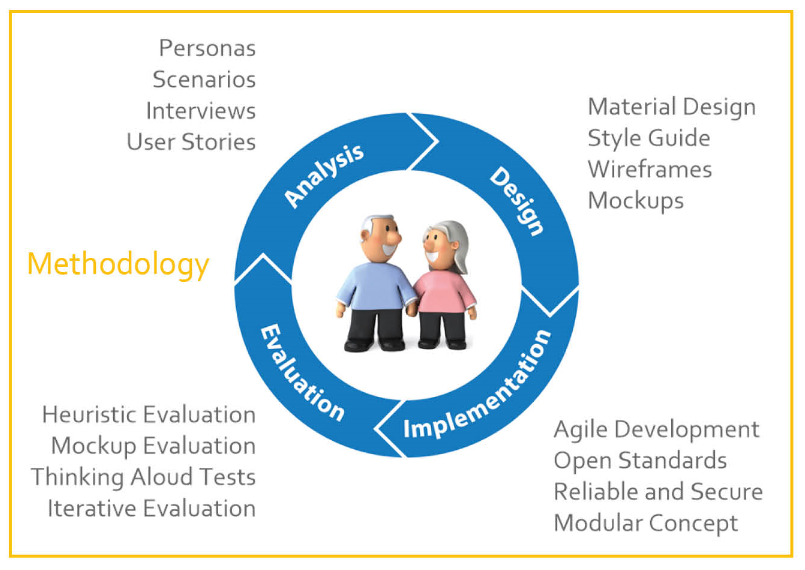 Personas
Scenarios
Interviews
User Stories
Material Design
Style Guide
Wireframes
Mockups
Analysis
Design
Methodology
Evaluation
Implementation
Heuristic Evaluation
Mockup Evaluation
Thinking Aloud Tests
Iterative Evaluation
Agile Development
Open Standards
Reliable and Secure
Modular Concept